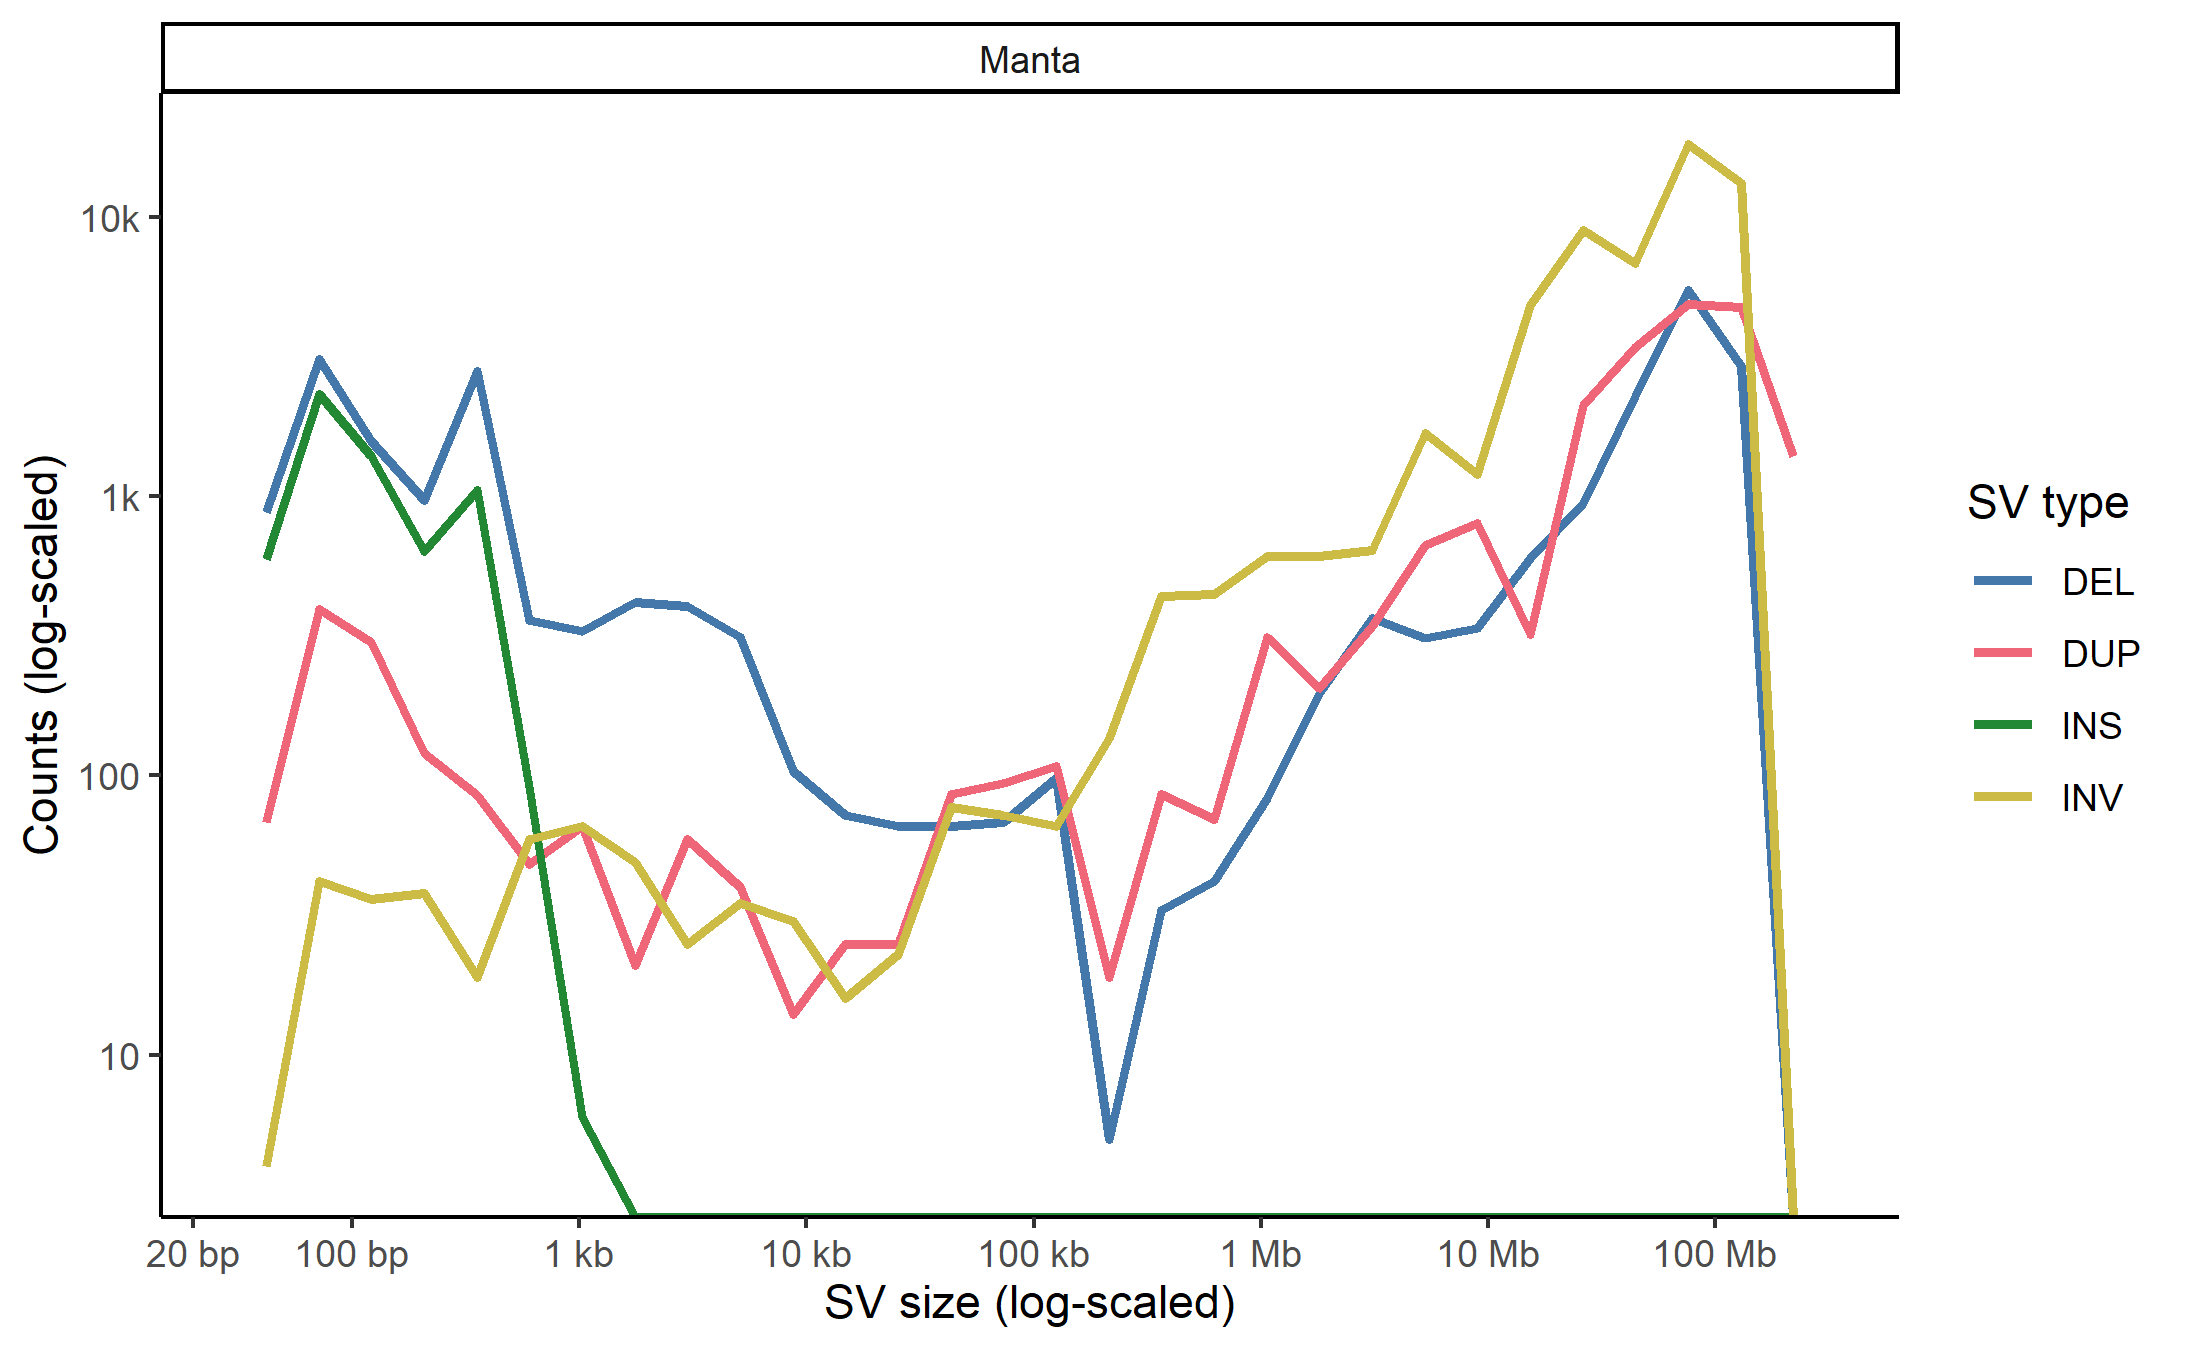 Manta
Counts (log-scaled)
10k
1k
100
10
20 bp
100 bp
1 kb
10 kb
100 kb
1 Mb
10 Mb
100 Mb
SV size (log-scaled)
SV type
DEL
DUP
INS
INV